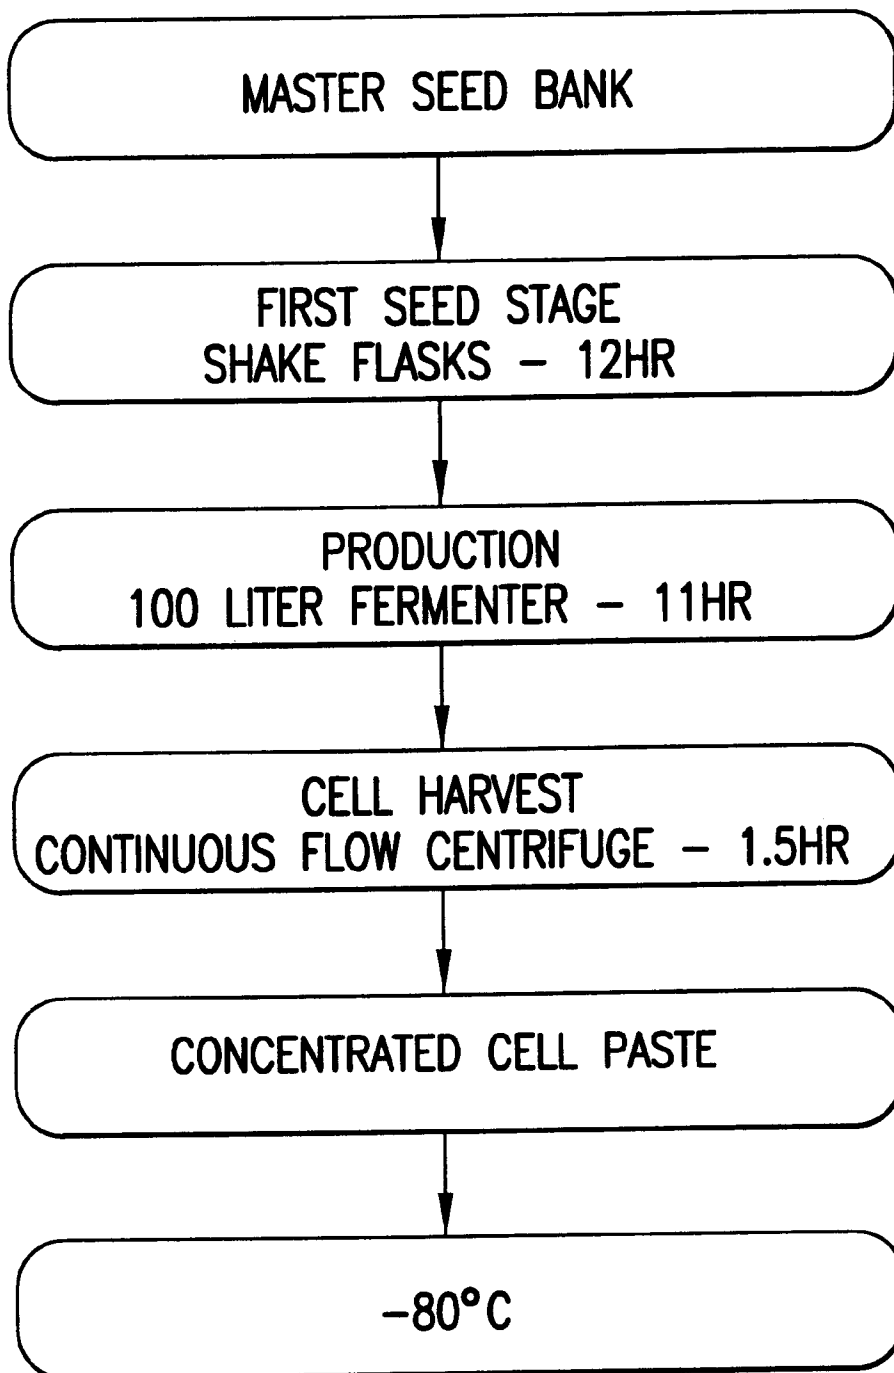 MASTER SEED BANK
FIRST SEED STAGE
SHAKE FLASKS – 12HR
PRODUCTION
100 LITER FERMENTER – 11HR
CELL HARVEST
CONTINUOUS FLOW CENTRIFUGE – 1.5HR
CONCENTRATED CELL PASTE
-80°C